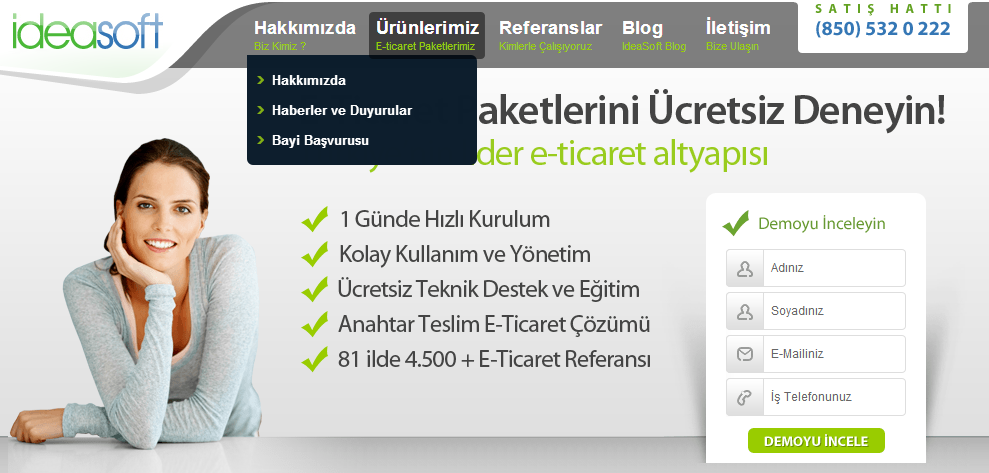 ideasoft
Hakkımızda
Biz Kimiz ?
Ürünlerimiz
E-ticaret Paketlerimiz
Referanslar
Kimlerle Çalışıyoruz
Blog
IdeaSoft Blog
İletişim
Bize Ulaşın
SATIŞ HATTI
(850) 532 0 222
Hakkımızda
Haberler ve Duyurular
Bayi Başvurusu
Paketlerini Ücretsiz Deneyin!
der e-ticaret altyapısı
1 Günde Hızlı Kurulum
Kolay Kullanım ve Yönetim
Ücretsiz Teknik Destek ve Eğitim
Anahtar Teslim E-Ticaret Çözümü
81 ilde 4.500 + E-Ticaret Referansı
Demoyu İnceleyin
Adınız
Soyadınız
E-Mailiniz
İş Telefonunuz
DEMOYU İNCELE